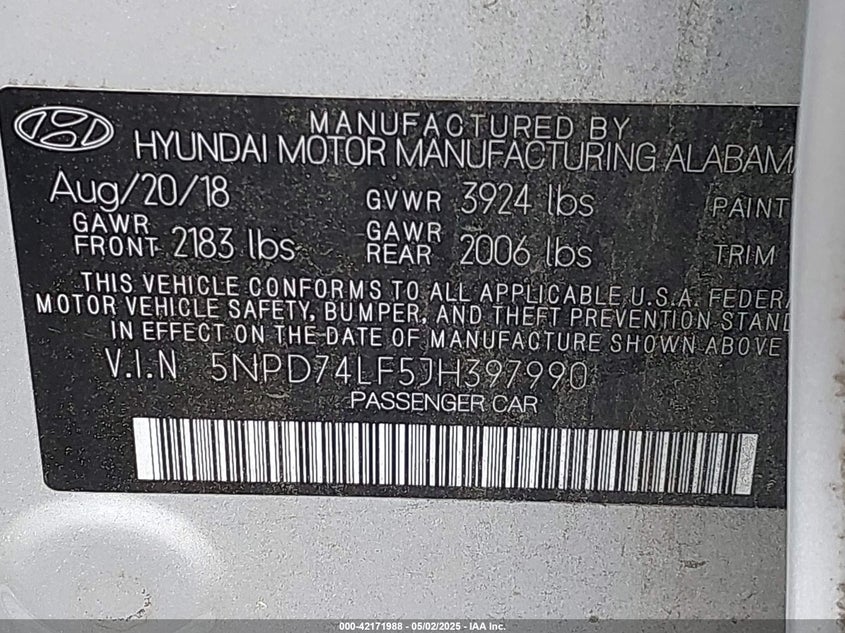 MANUFACTURED BY
HYUNDAI MOTOR MANUFACTURING ALABAMA
Aug/20/18 GVWR 3924 lbs PAINT
GAWR FRONT 2183 lbs GAWR REAR 2006 lbs TRIM
THIS VEHICLE CONFORMS TO ALL APPLICABLE U.S.A. FEDERA
MOTOR VEHICLE SAFETY, BUMPER, AND THEFT PREVENTION STAND
IN EFFECT ON THE DATE OF MANUFACTURE SHOWN ABOVE
V.I.N 5NPD74LF5JH397990
PASSENGER CAR
000-42171988 - 05/02/2025 - IAA Inc.